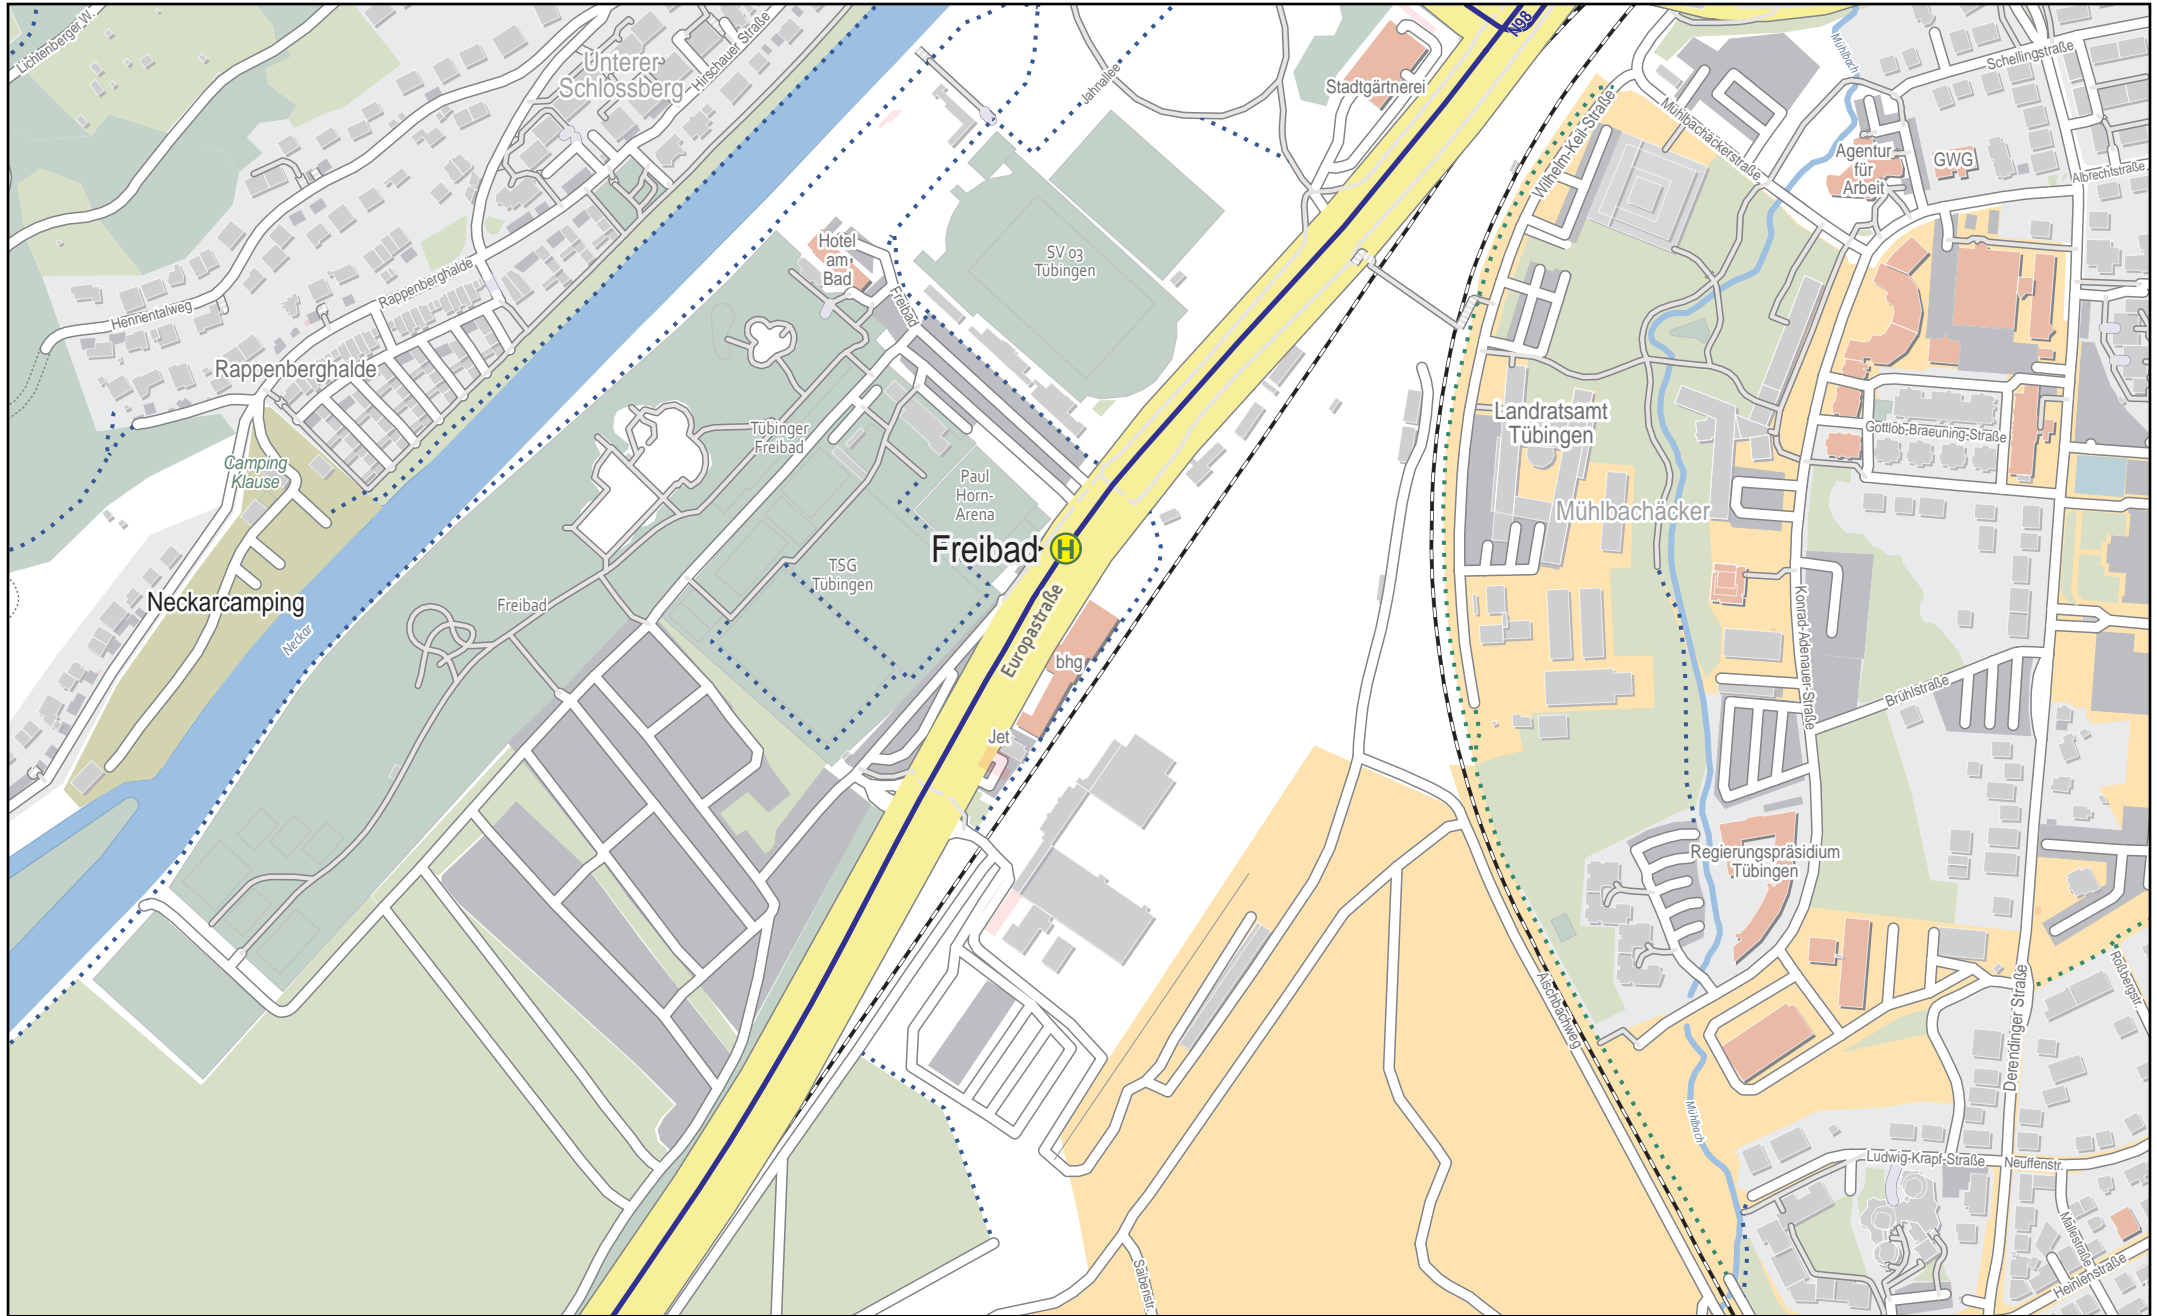 Lichtenberger W.
Unterer
Schlossberg
Hirschauer Straße
Jahnallee
N98
Stadtgärtnerei
Mühlbach
Schellingstraße
Wilhelm-Keil-Straße
Mühlbachäckerstraße
Agentur
für
Arbeit
GWG
Albrechtstraße
Hotel
am
Bad
SV 03
Tübingen
Freibad
Rappenberghalde
Hennentalweg
Rappenberghalde
Camping
Klause
Tübinger
Freibad
Paul
Horn-
Arena
Landratsamt
Tübingen
Gottlob-Braeuning-Straße
Mühlbachäcker
Freibad
H
TSG
Tübingen
Neckarcamping
Freibad
Neckar
Europastraße
bhg
Jet
Konrad-Adenauer-Straße
Brühlstraße
Regierungspräsidium
Tübingen
Aischbachweg
Derendinger Straße
Roßbergstr.
Mühlbach
Ludwig-Krapf-Straße
Neuffenstr.
Mallestraße
Heinlenstraße
Saibenstr.